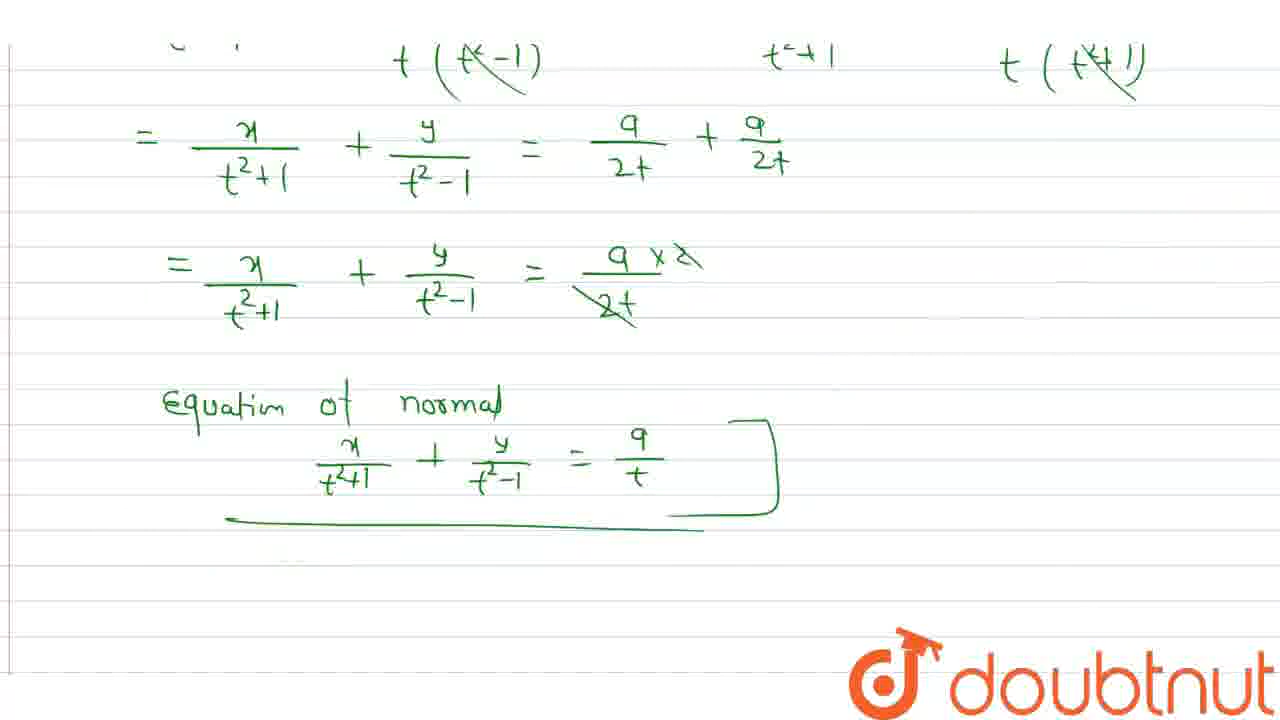 t (t² - 1) t² + 1 t (t² + 1)
= x/(t² + 1) + y/(t² - 1) = a/2t + a/2t
= x/(t² + 1) + y/(t² - 1) = a × 2/2t
Equation of normal
x/(t² + 1) + y/(t² - 1) = a/t
doubtnut